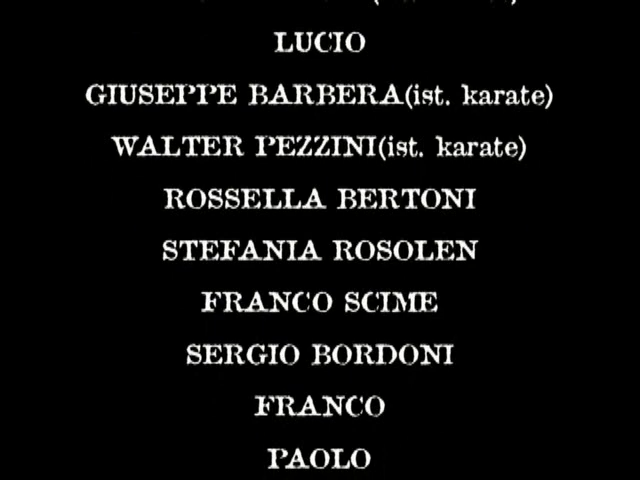 LUCIO
GIUSEPPE BARBERA(ist. karate)
WALTER PEZZINI(ist. karate)
ROSSELLA BERTONI
STEFANIA ROSOLEN
FRANCO SCIME
SERGIO BORDONI
FRANCO
PAOLO